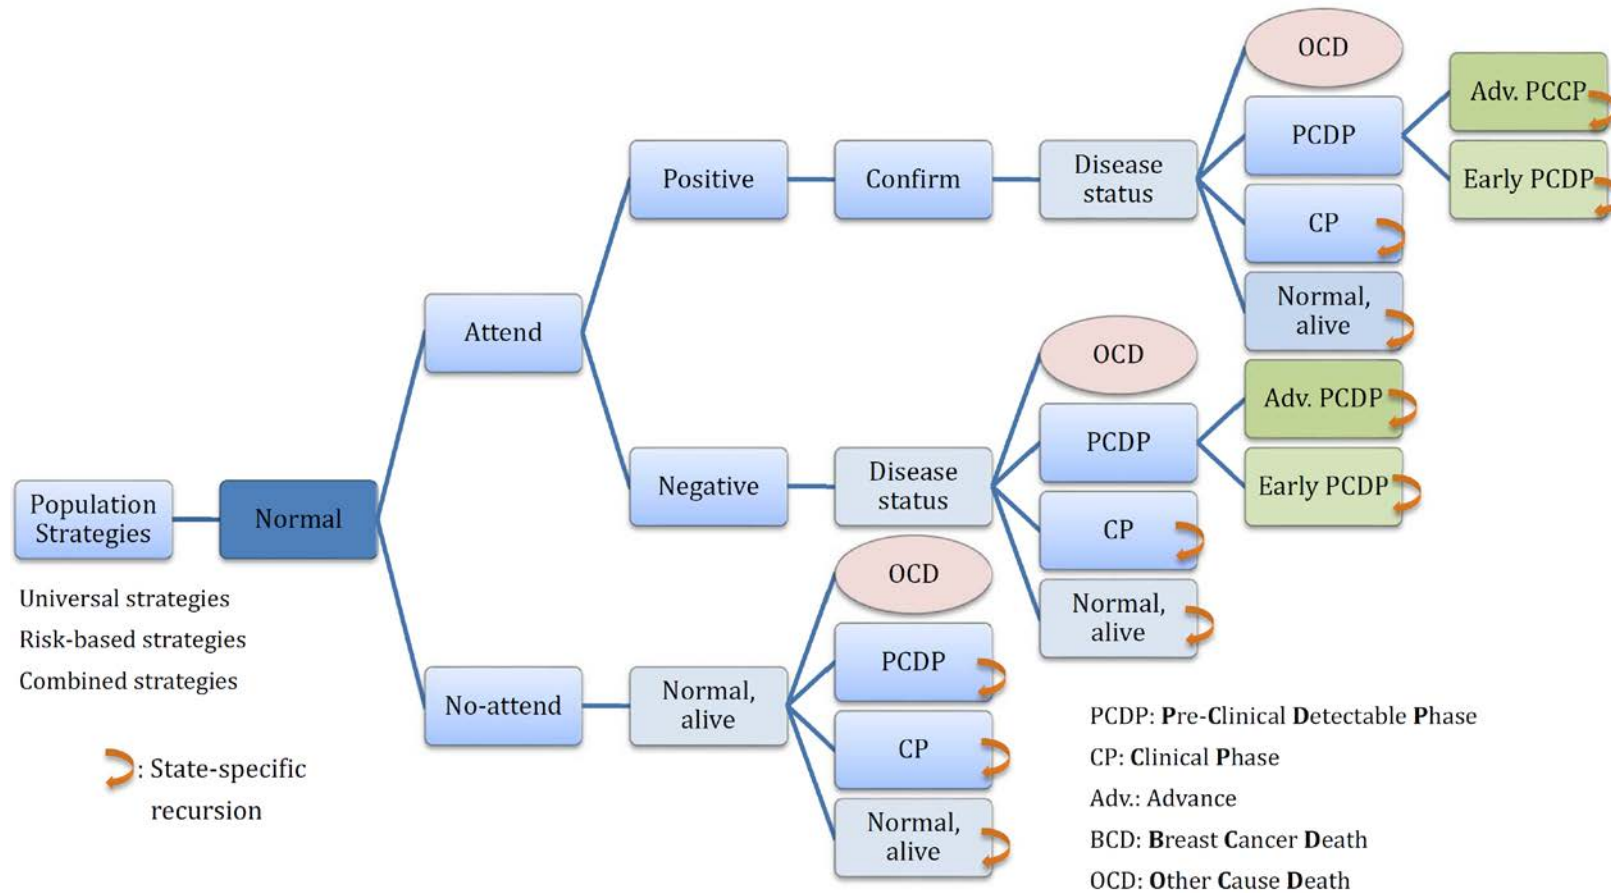 OCD
Adv. PCCP
PCDP
Positive
Confirm
Disease
status
Early PCDP
CP
Normal,
alive
Attend
OCD
Adv. PCDP
PCDP
Negative
Disease
status
Early PCDP
Population
Strategies
Normal
CP
OCD
Normal,
alive
Universal strategies
Risk-based strategies
Combined strategies
PCDP
No-attend
Normal,
alive
CP
Normal,
alive
: State-specific
recursion
PCDP: Pre-Clinical Detectable Phase
CP: Clinical Phase
Adv.: Advance
BCD: Breast Cancer Death
OCD: Other Cause Death